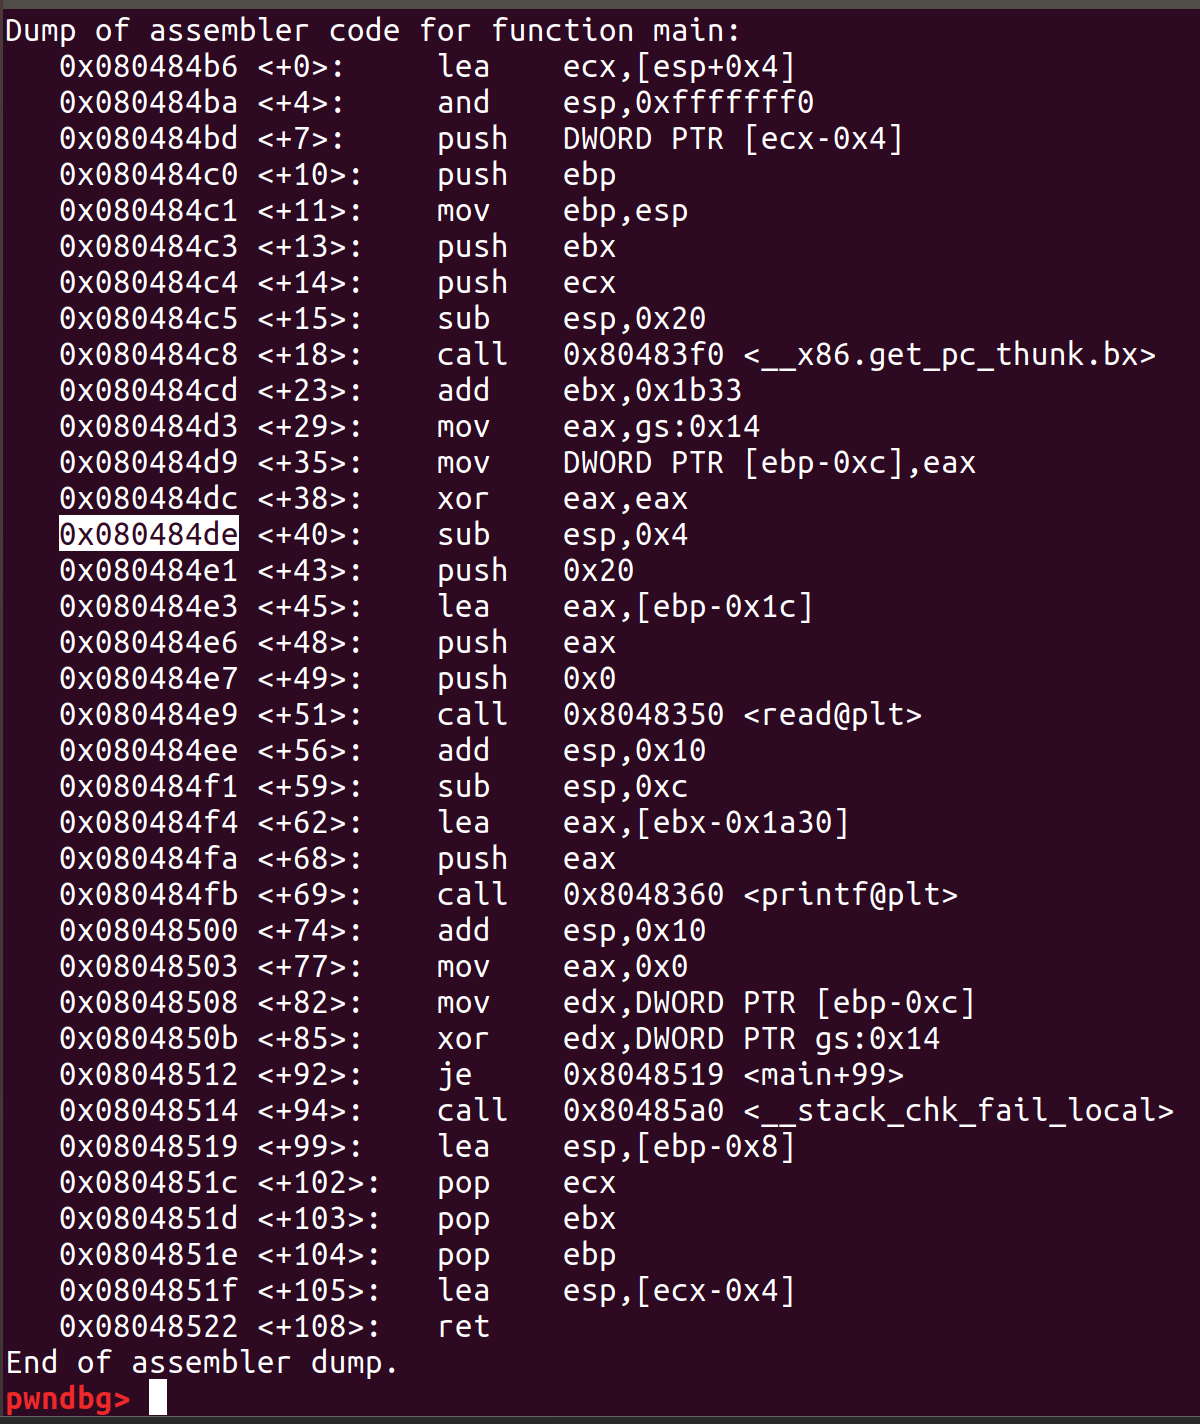 Dump of assembler code for function main:
   0x080484b6 <+0>:     lea    ecx,[esp+0x4]
   0x080484ba <+4>:     and    esp,0xfffffff0
   0x080484bd <+7>:     push   DWORD PTR [ecx-0x4]
   0x080484c0 <+10>:    push   ebp
   0x080484c1 <+11>:    mov    ebp,esp
   0x080484c3 <+13>:    push   ebx
   0x080484c4 <+14>:    push   ecx
   0x080484c5 <+15>:    sub    esp,0x20
   0x080484c8 <+18>:    call   0x80483f0 <__x86.get_pc_thunk.bx>
   0x080484cd <+23>:    add    ebx,0x1b33
   0x080484d3 <+29>:    mov    eax,gs:0x14
   0x080484d9 <+35>:    mov    DWORD PTR [ebp-0xc],eax
   0x080484dc <+38>:    xor    eax,eax
   0x080484de <+40>:    sub    esp,0x4
   0x080484e1 <+43>:    push   0x20
   0x080484e3 <+45>:    lea    eax,[ebp-0x1c]
   0x080484e6 <+48>:    push   eax
   0x080484e7 <+49>:    push   0x0
   0x080484e9 <+51>:    call   0x8048350 <read@plt>
   0x080484ee <+56>:    add    esp,0x10
   0x080484f1 <+59>:    sub    esp,0xc
   0x080484f4 <+62>:    lea    eax,[ebx-0x1a30]
   0x080484fa <+68>:    push   eax
   0x080484fb <+69>:    call   0x8048360 <printf@plt>
   0x08048500 <+74>:    add    esp,0x10
   0x08048503 <+77>:    mov    eax,0x0
   0x08048508 <+82>:    mov    edx,DWORD PTR [ebp-0xc]
   0x0804850b <+85>:    xor    edx,DWORD PTR gs:0x14
   0x08048512 <+92>:    je     0x8048519 <main+99>
   0x08048514 <+94>:    call   0x80485a0 <__stack_chk_fail_local>
   0x08048519 <+99>:    lea    esp,[ebp-0x8]
   0x0804851c <+102>:   pop    ecx
   0x0804851d <+103>:   pop    ebx
   0x0804851e <+104>:   pop    ebp
   0x0804851f <+105>:   lea    esp,[ecx-0x4]
   0x08048522 <+108>:   ret
End of assembler dump.
pwndbg>